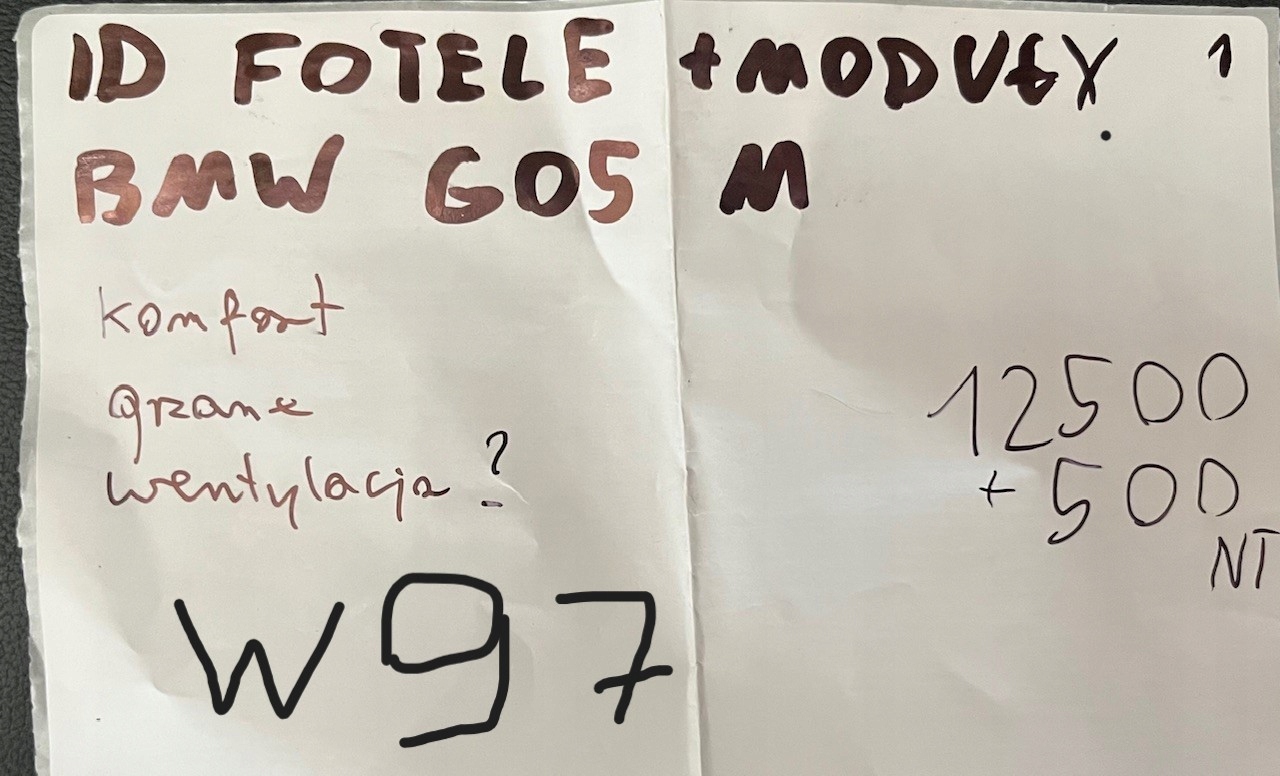 ID FOTELE +MODUŁY 1
BMW G05 M
komfort
grzane
wentylacja?
12500
+ 500
NT
W97